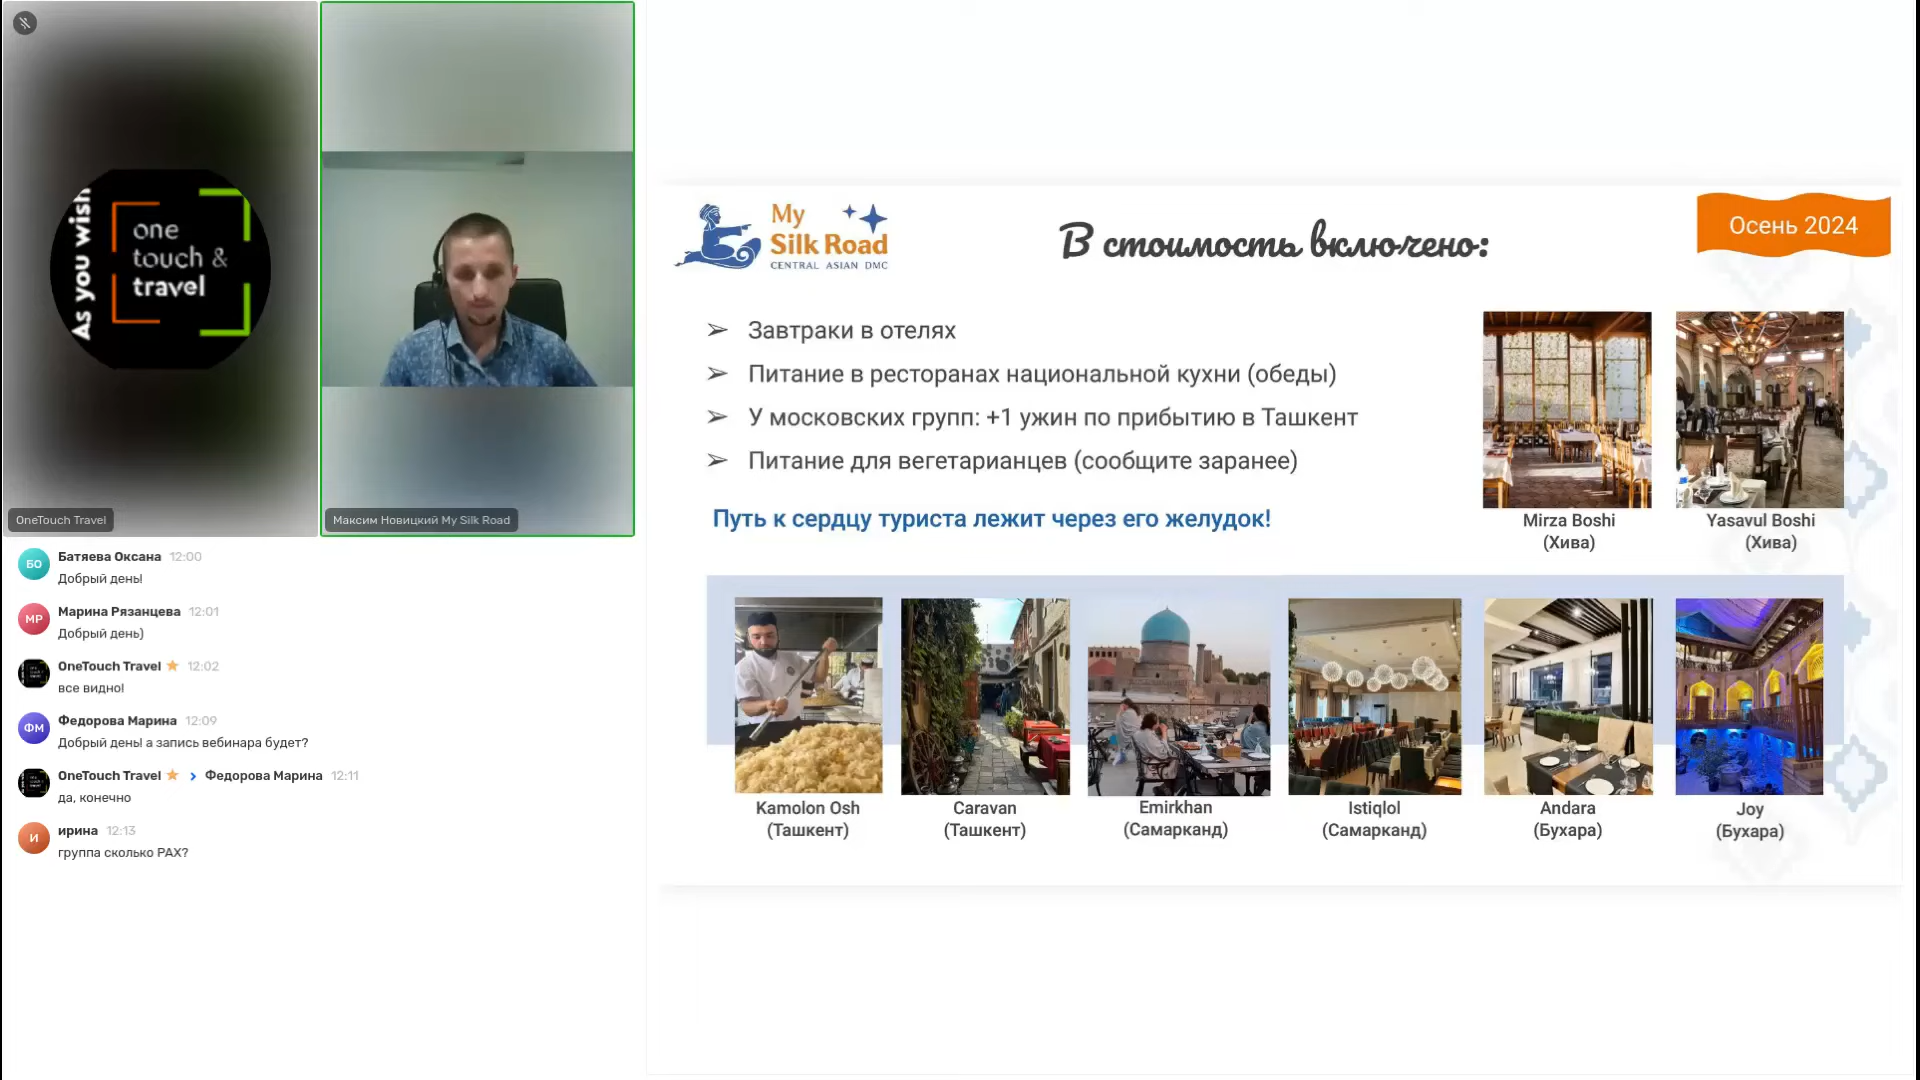 As you wish
one
touch &
travel
OneTouch Travel
Максим Новицкий My Silk Road
БО
Батяева Оксана 12:00
Добрый день!
МР
Марина Рязанцева 12:01
Добрый день)
OneTouch Travel 12:02
все видно!
ФМ
Федорова Марина 12:09
Добрый день! а запись вебинара будет?
OneTouch Travel > Федорова Марина 12:11
да, конечно
И
ирина 12:13
группа сколько РАХ?
My
Silk Road
CENTRAL ASIAN DMC
В стоимость включено:
Осень 2024
➢ Завтраки в отелях
➢ Питание в ресторанах национальной кухни (обеды)
➢ У московских групп: +1 ужин по прибытию в Ташкент
➢ Питание для вегетарианцев (сообщите заранее)
Путь к сердцу туриста лежит через его желудок!
Mirza Boshi
(Хива)
Yasavul Boshi
(Хива)
Kamolon Osh
(Ташкент)
Caravan
(Ташкент)
Emirkhan
(Самарканд)
Istiqlol
(Самарканд)
Andara
(Бухара)
Joy
(Бухара)